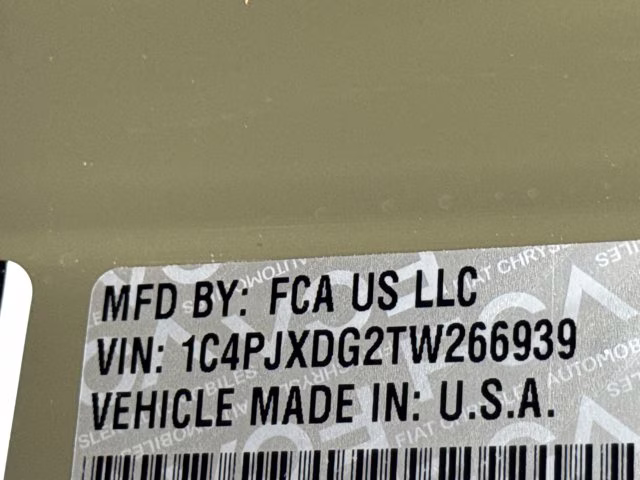 MFD BY: FCA US LLC
VIN: 1C4PJXDG2TW266939
VEHICLE MADE IN: U.S.A.